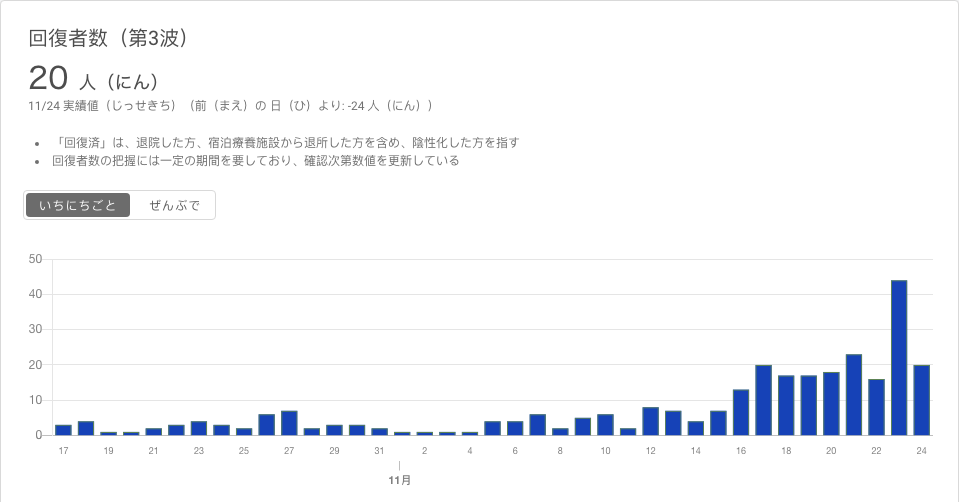 回復者数（第3波）
20 人（にん）
11/24 実績値（じっせきち）（前（まえ）の 日（ひ）より: -24 人（にん））
• 「回復済」は、退院した方、宿泊療養施設から退所した方を含め、陰性化した方を指す
• 回復者数の把握には一定の期間を要しており、確認次第数値を更新している
いちにちごと ぜんぶで
50
40
30
20
10
0
17 19 21 23 25 27 29 31 2 4 6 8 10 12 14 16 18 20 22 24
11月